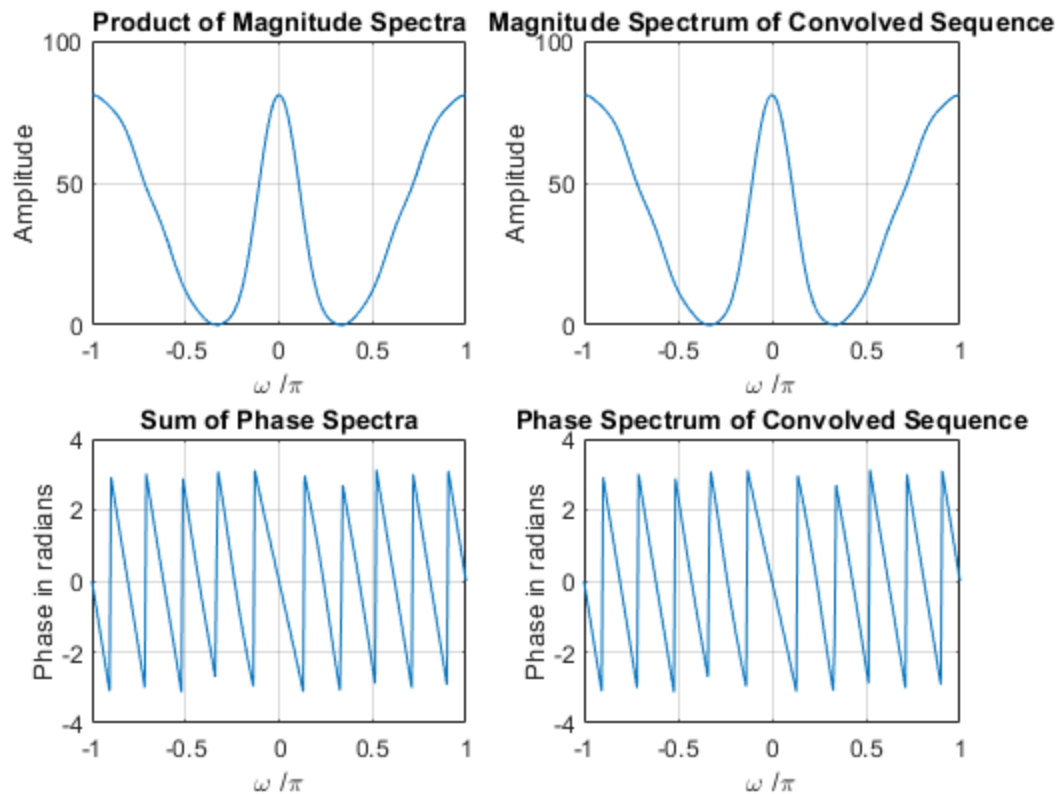 Product of Magnitude Spectra
100
50
0
Amplitude
-1 -0.5 0 0.5 1
ω /π
Magnitude Spectrum of Convolved Sequence
100
50
0
Amplitude
-1 -0.5 0 0.5 1
ω /π
Sum of Phase Spectra
4
2
0
-2
-4
Phase in radians
-1 -0.5 0 0.5 1
ω /π
Phase Spectrum of Convolved Sequence
4
2
0
-2
-4
Phase in radians
-1 -0.5 0 0.5 1
ω /π